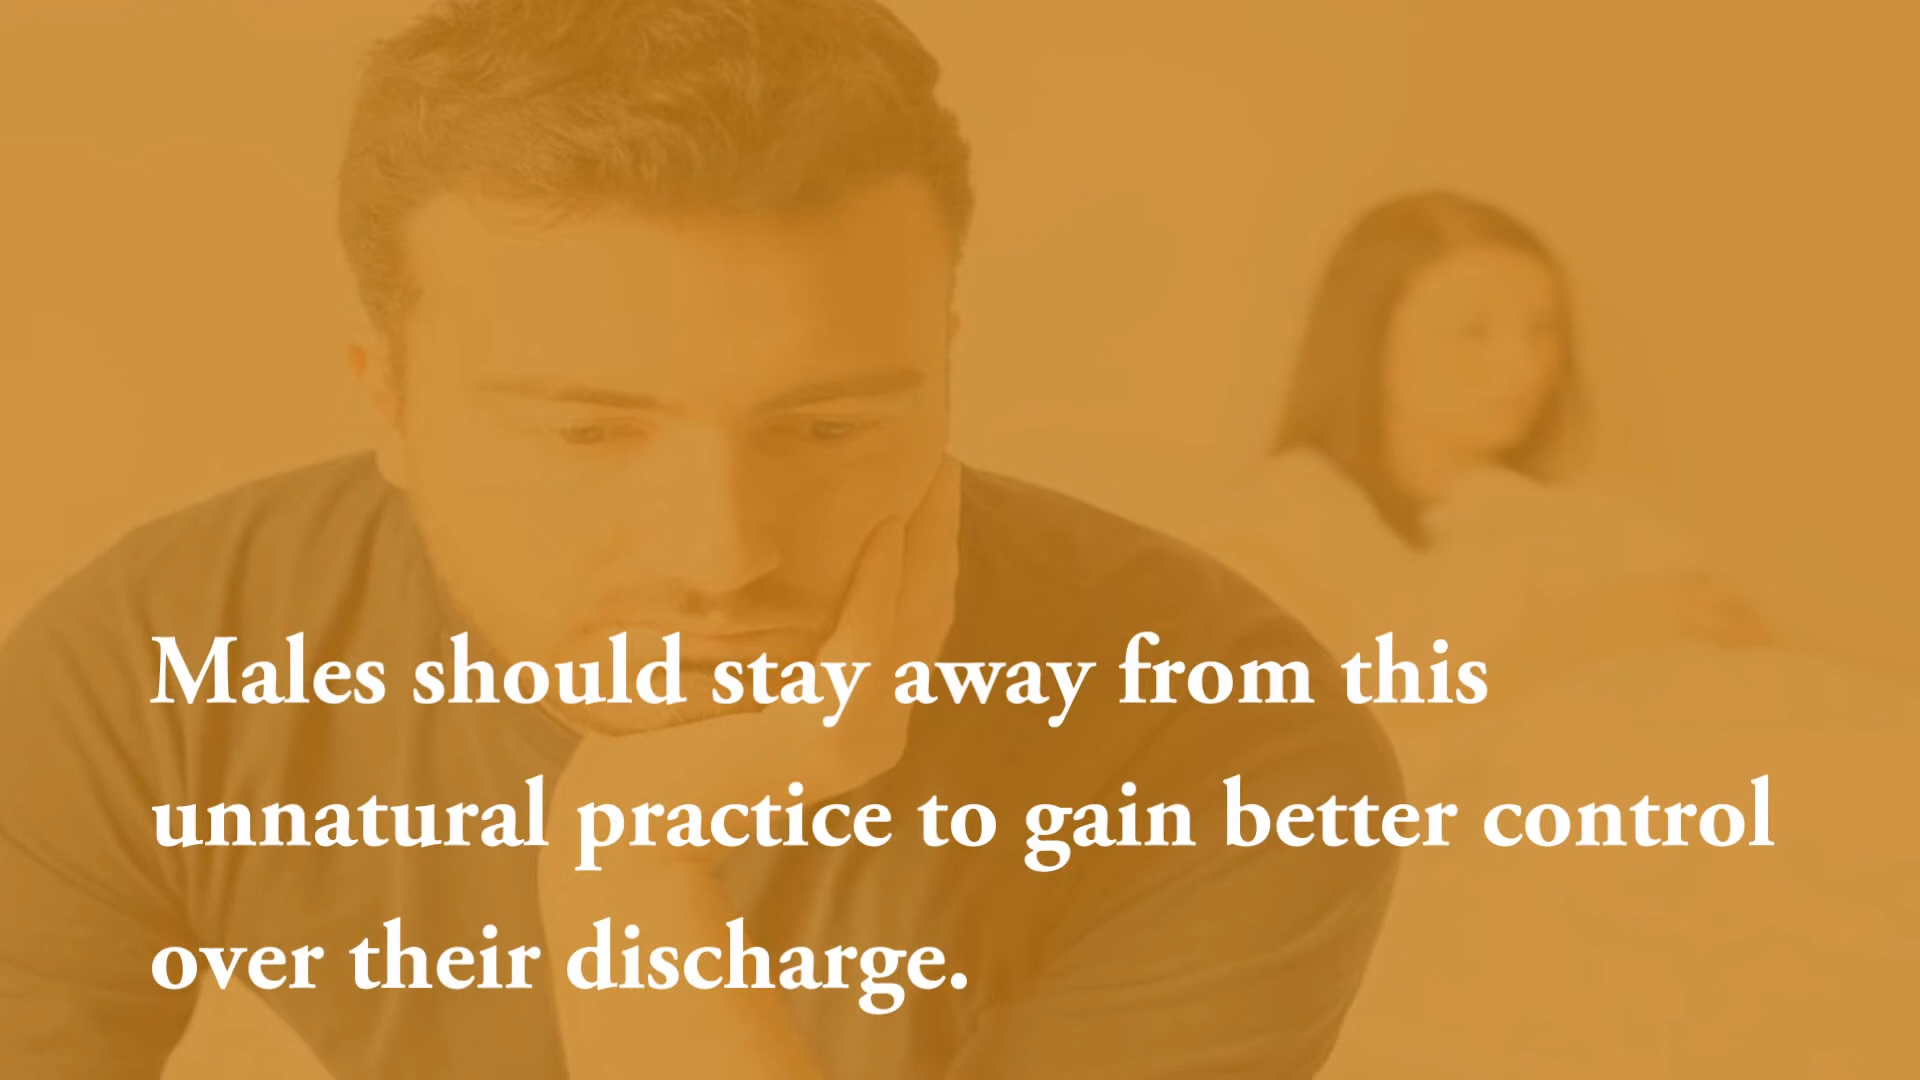 Males should stay away from this
unnatural practice to gain better control
over their discharge.